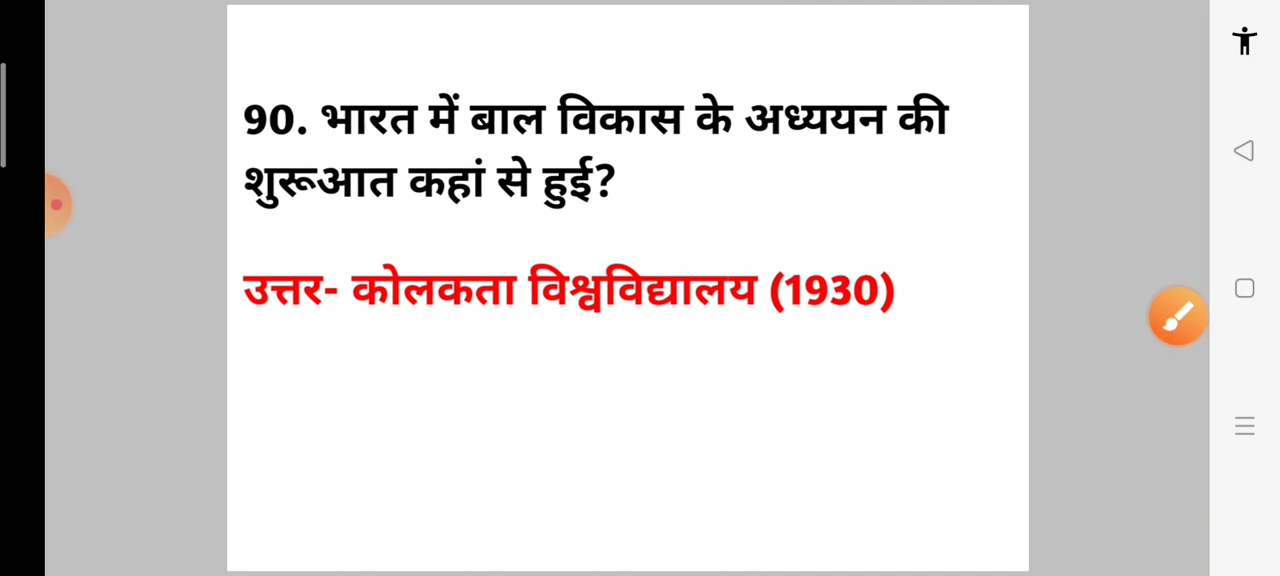 90. भारत में बाल विकास के अध्ययन की
शुरूआत कहां से हुई?
उत्तर- कोलकता विश्वविद्यालय (1930)